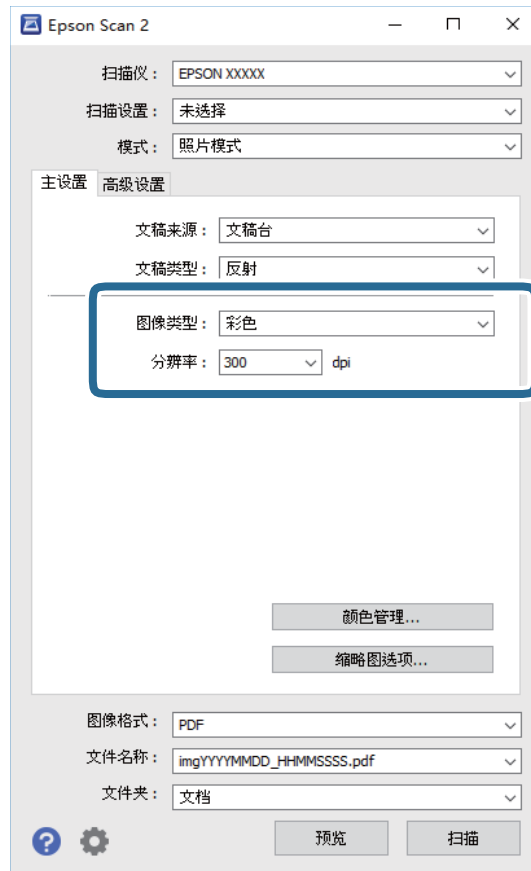 Epson Scan 2
扫描仪： EPSON XXXXX
扫描设置： 未选择
模式： 照片模式
主设置 高级设置
文稿来源： 文稿台
文稿类型： 反射
图像类型： 彩色
分辨率： 300 dpi
颜色管理...
缩略图选项...
图像格式： PDF
文件名称： imgYYYYMMDD_HHMMSSSS.pdf
文件夹： 文档
? 预览 扫描